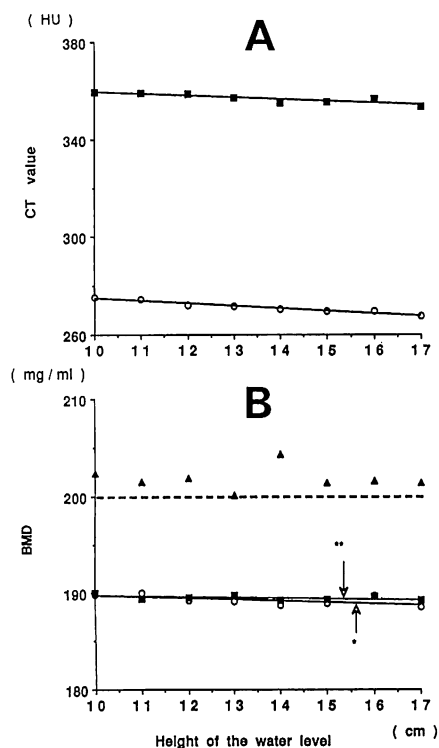 ( HU )
A
380
340
300
260
CT value
10 11 12 13 14 15 16 17
( mg / ml )
B
210
200
190
180
BMD
**
*
10 11 12 13 14 15 16 17
( cm )
Height of the water level